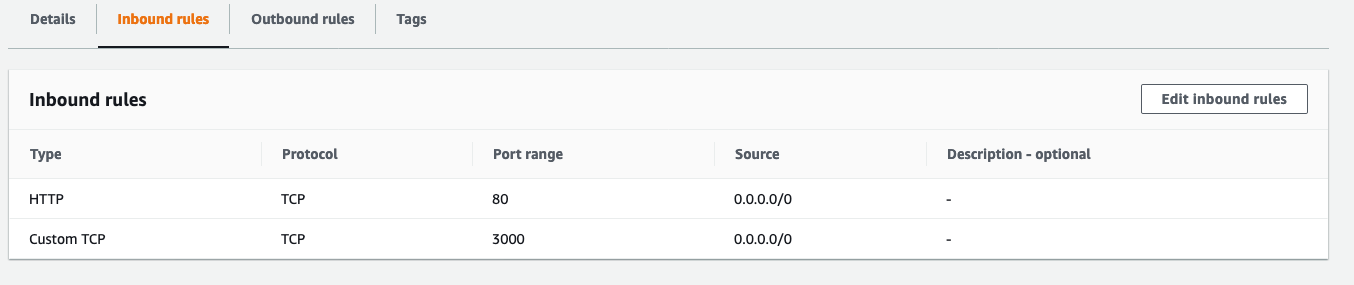 Details Inbound rules Outbound rules Tags
Inbound rules Edit inbound rules
Type Protocol Port range Source Description - optional
HTTP TCP 80 0.0.0.0/0 -
Custom TCP TCP 3000 0.0.0.0/0 -